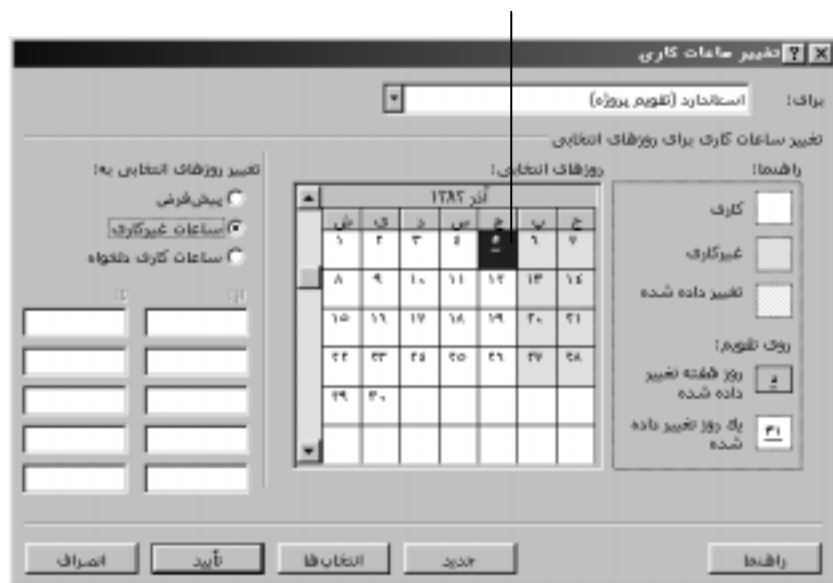 تغییر ساعات کاری
برای: استاندارد (تقویم پروژه)
تغییر ساعات کاری برای روزهای انتخابی
راهنما:
کاری
غیرکاری
تغییر داده شده
روی تقویم:
روز هفته تغییر
داده شده
یک روز تغییر داده
شده
۳۱
روزهای انتخابی:
آذر ۱۳۸۲
ش ی د س چ پ ج
۱ ۲ ۳ ۴ ۵ ۶ ۷
۸ ۹ ۱۰ ۱۱ ۱۲ ۱۳ ۱۴
۱۵ ۱۶ ۱۷ ۱۸ ۱۹ ۲۰ ۲۱
۲۲ ۲۳ ۲۴ ۲۵ ۲۶ ۲۷ ۲۸
۲۹ ۳۰
تغییر روزهای انتخابی به:
پیش‌فرض
ساعات غیرکاری
ساعات کاری دلخواه
از: تا:
راهنما جدید انتخاب‌ها تأیید انصراف